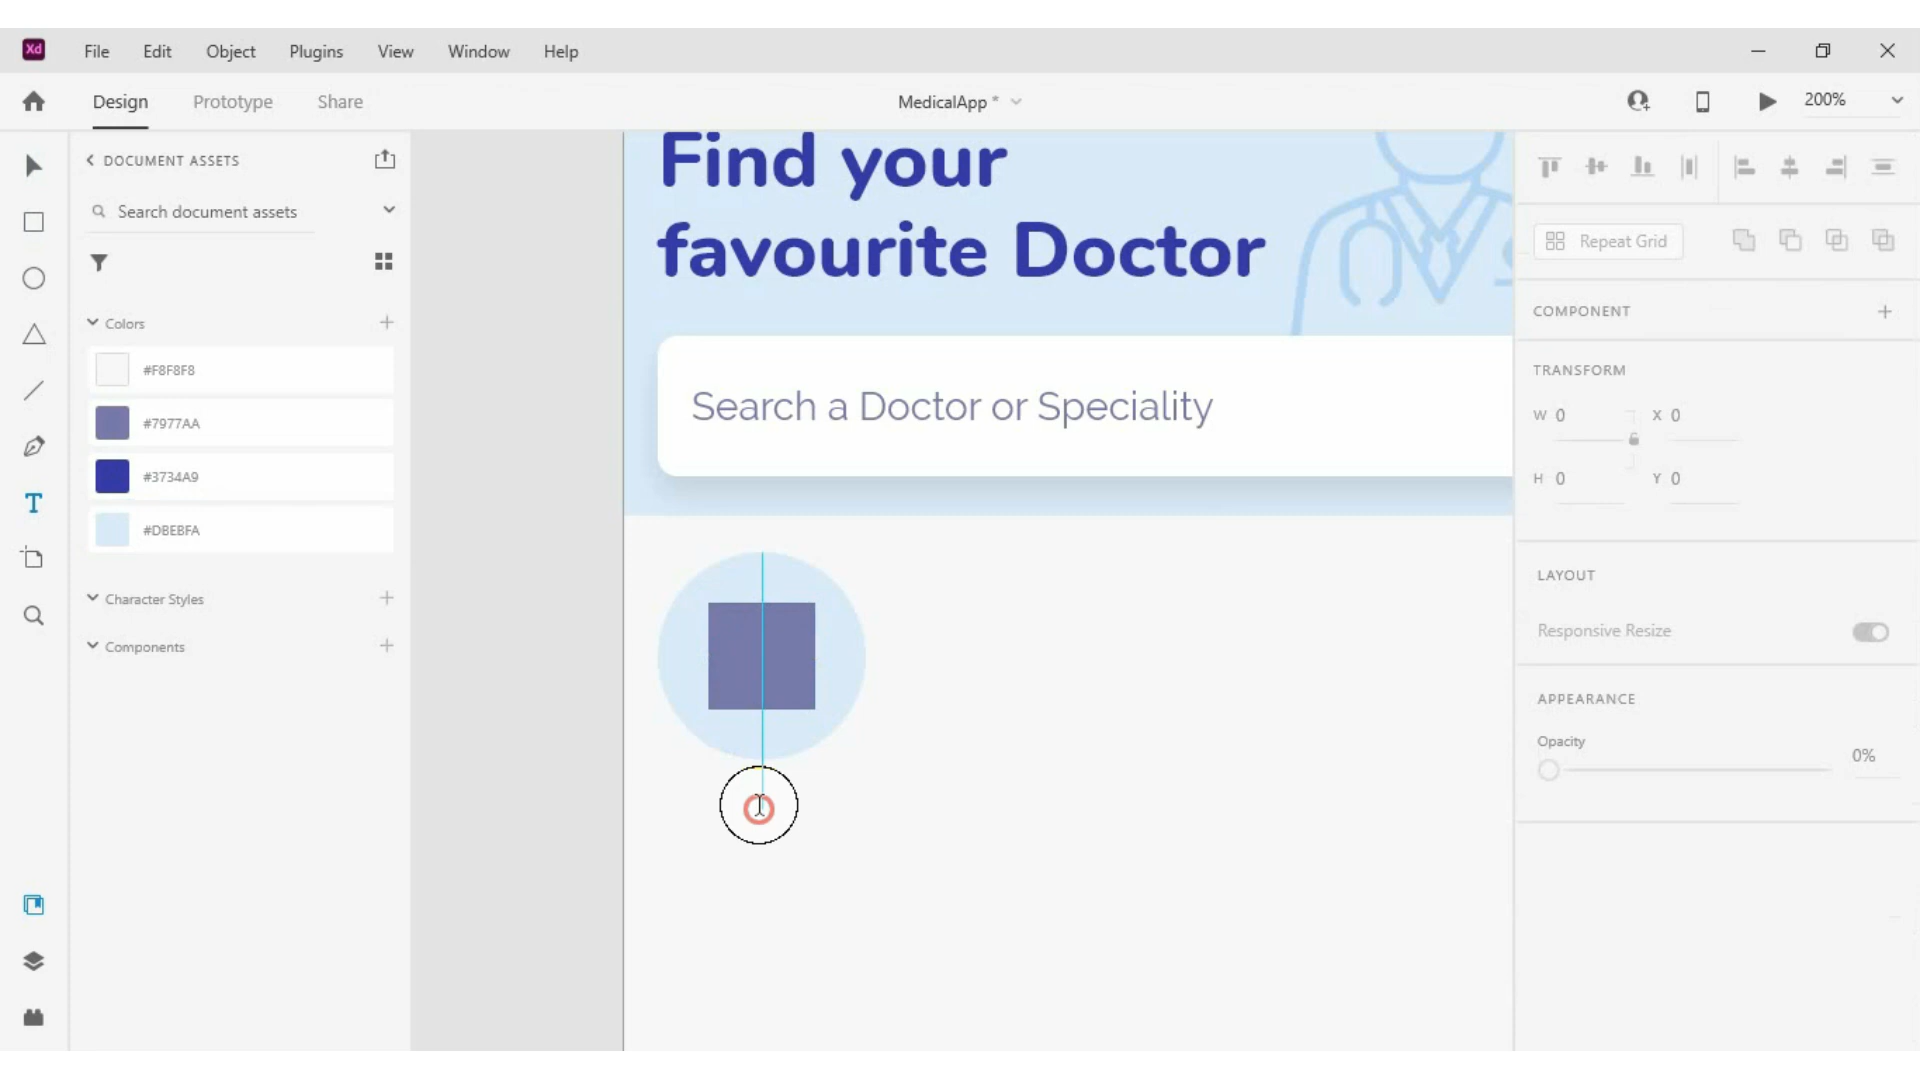 Xd File Edit Object Plugins View Window Help
Design Prototype Share MedicalApp * 200%
DOCUMENT ASSETS
Search document assets
Colors
#F8F8F8
#7977AA
#3734A9
#DBEBFA
Character Styles
Components
T
Find your
favourite Doctor
Search a Doctor or Speciality
Repeat Grid
COMPONENT
TRANSFORM
W 0 X 0
H 0 Y 0
LAYOUT
Responsive Resize
APPEARANCE
Opacity
0%